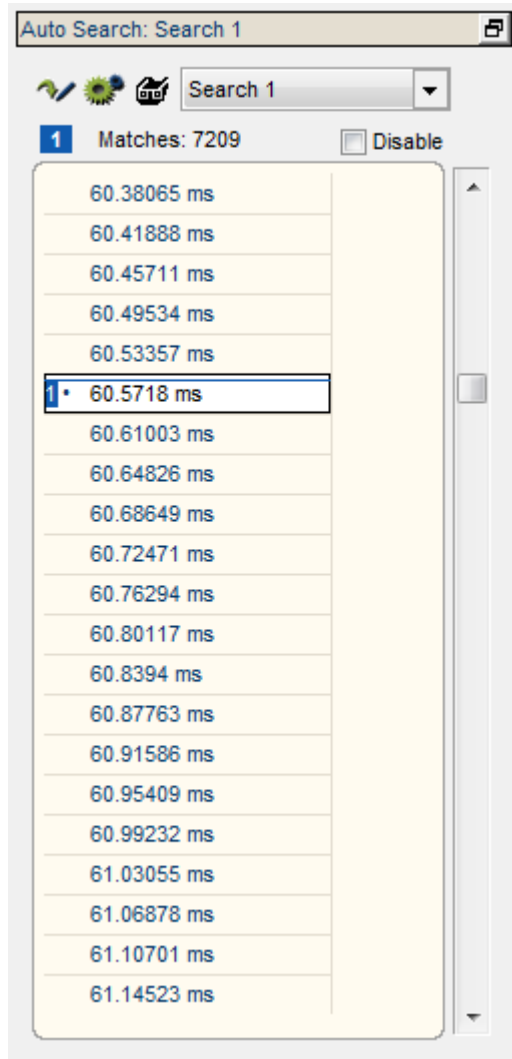 Auto Search: Search 1
Search 1
1 Matches: 7209 Disable
60.38065 ms
60.41888 ms
60.45711 ms
60.49534 ms
60.53357 ms
1 • 60.5718 ms
60.61003 ms
60.64826 ms
60.68649 ms
60.72471 ms
60.76294 ms
60.80117 ms
60.8394 ms
60.87763 ms
60.91586 ms
60.95409 ms
60.99232 ms
61.03055 ms
61.06878 ms
61.10701 ms
61.14523 ms